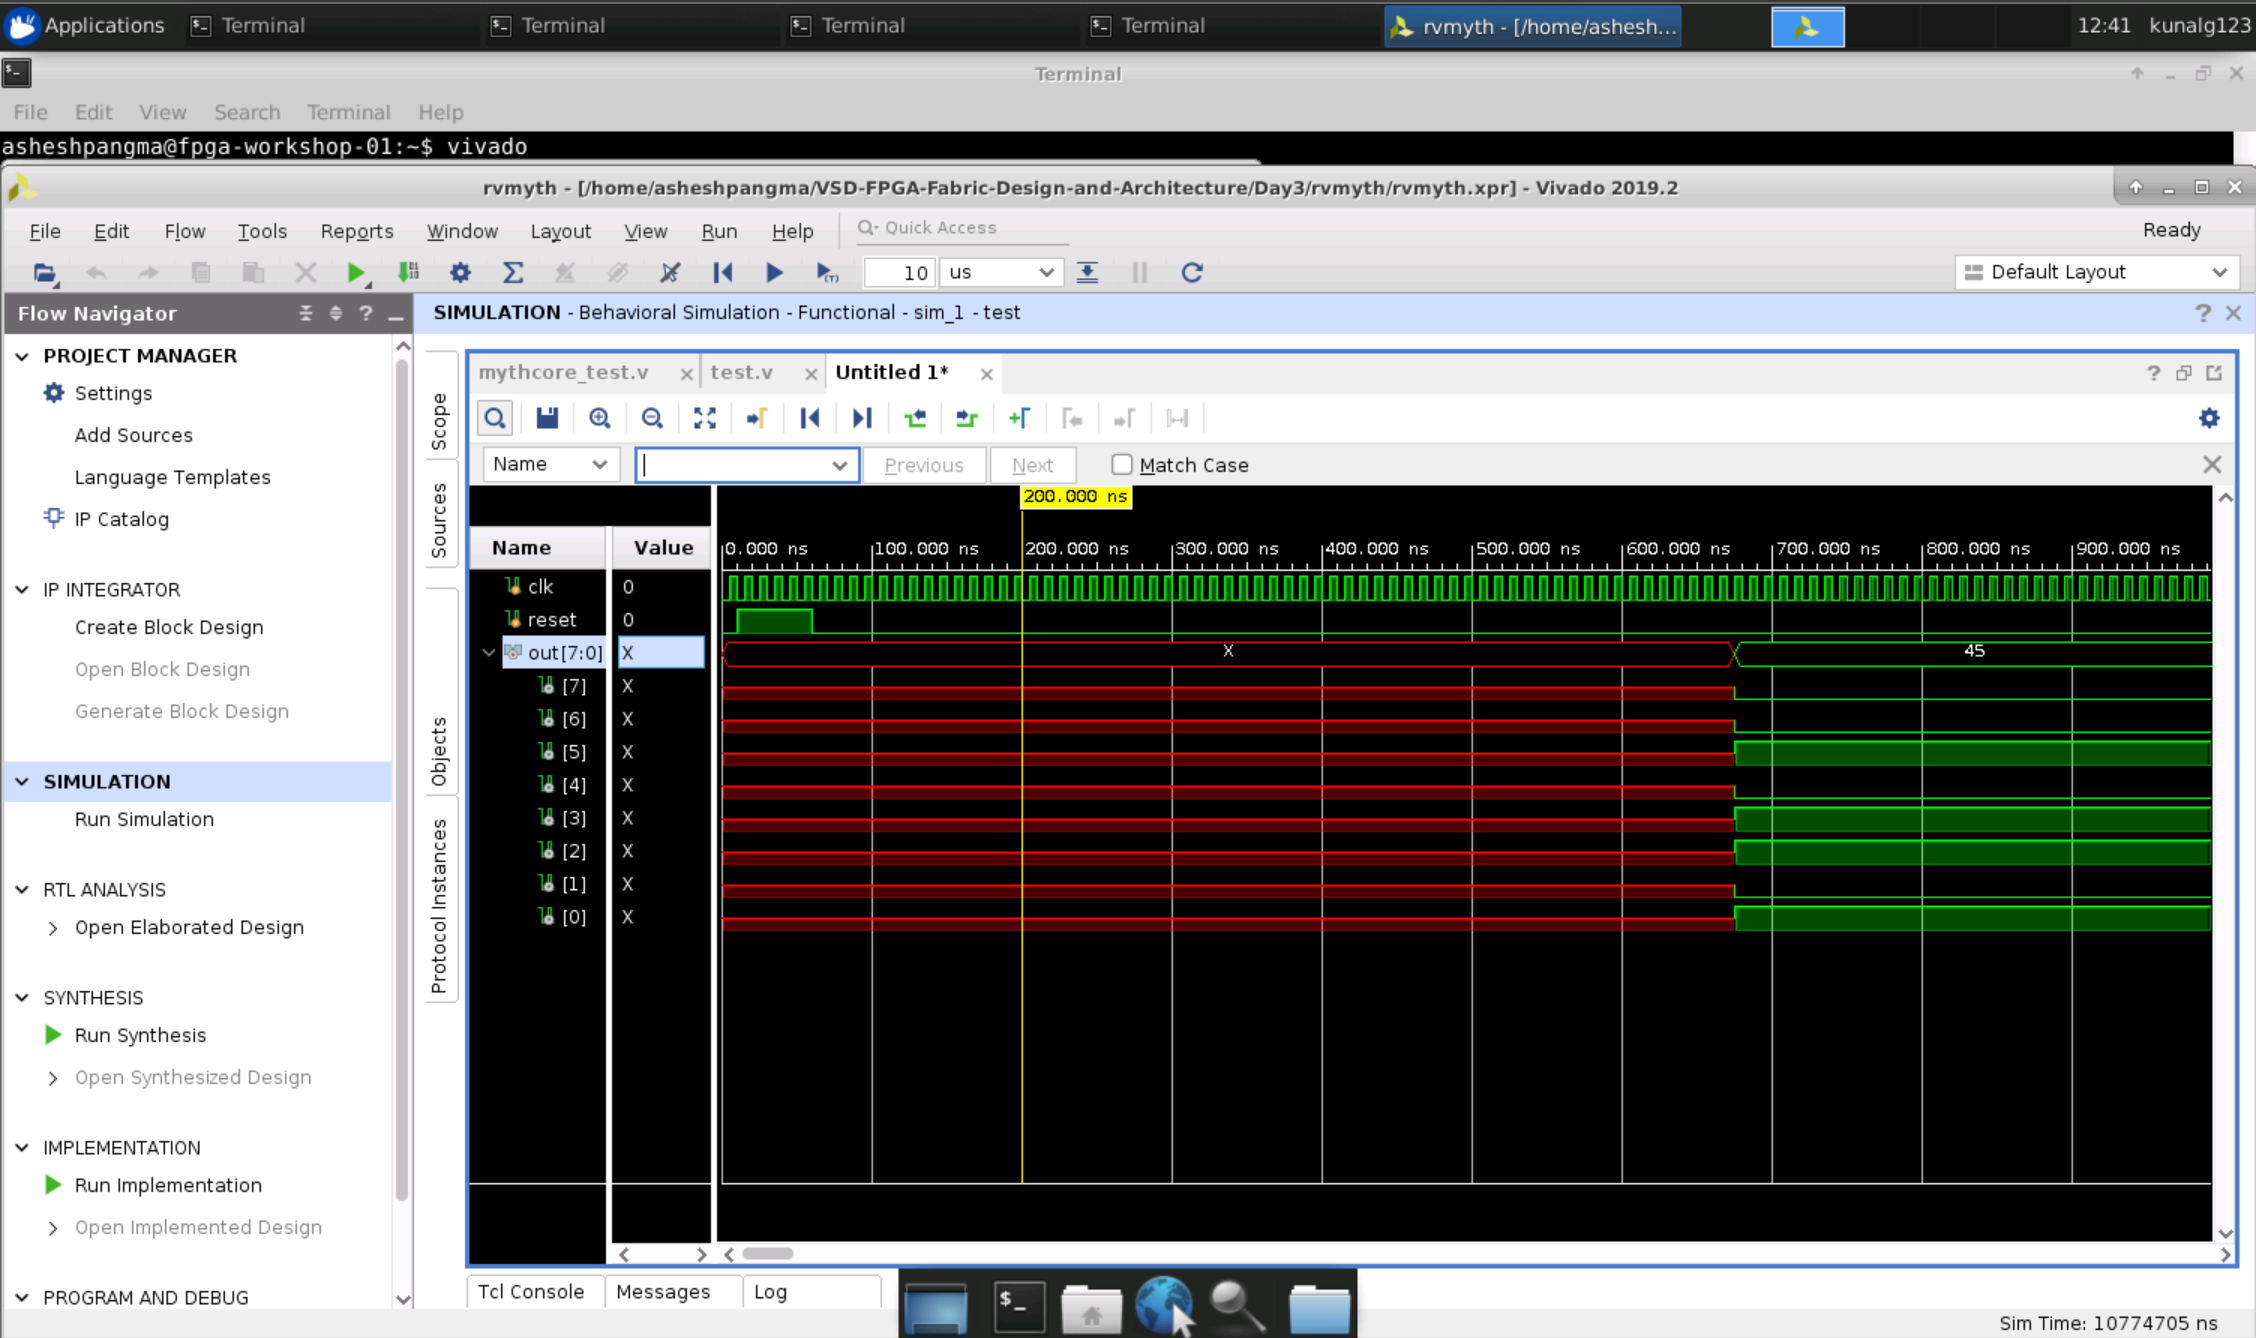 Applications Terminal Terminal Terminal Terminal rvmyth - [/home/ashesh... 12:41 kunalg123
Terminal
File Edit View Search Terminal Help
asheshpangma@fpga-workshop-01:~$ vivado
rvmyth - [/home/asheshpangma/VSD-FPGA-Fabric-Design-and-Architecture/Day3/rvmyth/rvmyth.xpr] - Vivado 2019.2
File Edit Flow Tools Reports Window Layout View Run Help Quick Access Ready
10 us Default Layout
Flow Navigator
SIMULATION - Behavioral Simulation - Functional - sim_1 - test
PROJECT MANAGER
Settings
Add Sources
Language Templates
IP Catalog
IP INTEGRATOR
Create Block Design
Open Block Design
Generate Block Design
SIMULATION
Run Simulation
RTL ANALYSIS
Open Elaborated Design
SYNTHESIS
Run Synthesis
Open Synthesized Design
IMPLEMENTATION
Run Implementation
Open Implemented Design
PROGRAM AND DEBUG
Scope
Sources
Objects
Protocol Instances
mythcore_test.v test.v Untitled 1*
Name Previous Next Match Case
200.000 ns
Name Value 0.000 ns 100.000 ns 200.000 ns 300.000 ns 400.000 ns 500.000 ns 600.000 ns 700.000 ns 800.000 ns 900.000 ns
clk 0
reset 0
out[7:0] X X 45
[7] X
[6] X
[5] X
[4] X
[3] X
[2] X
[1] X
[0] X
Tcl Console Messages Log
Sim Time: 10774705 ns